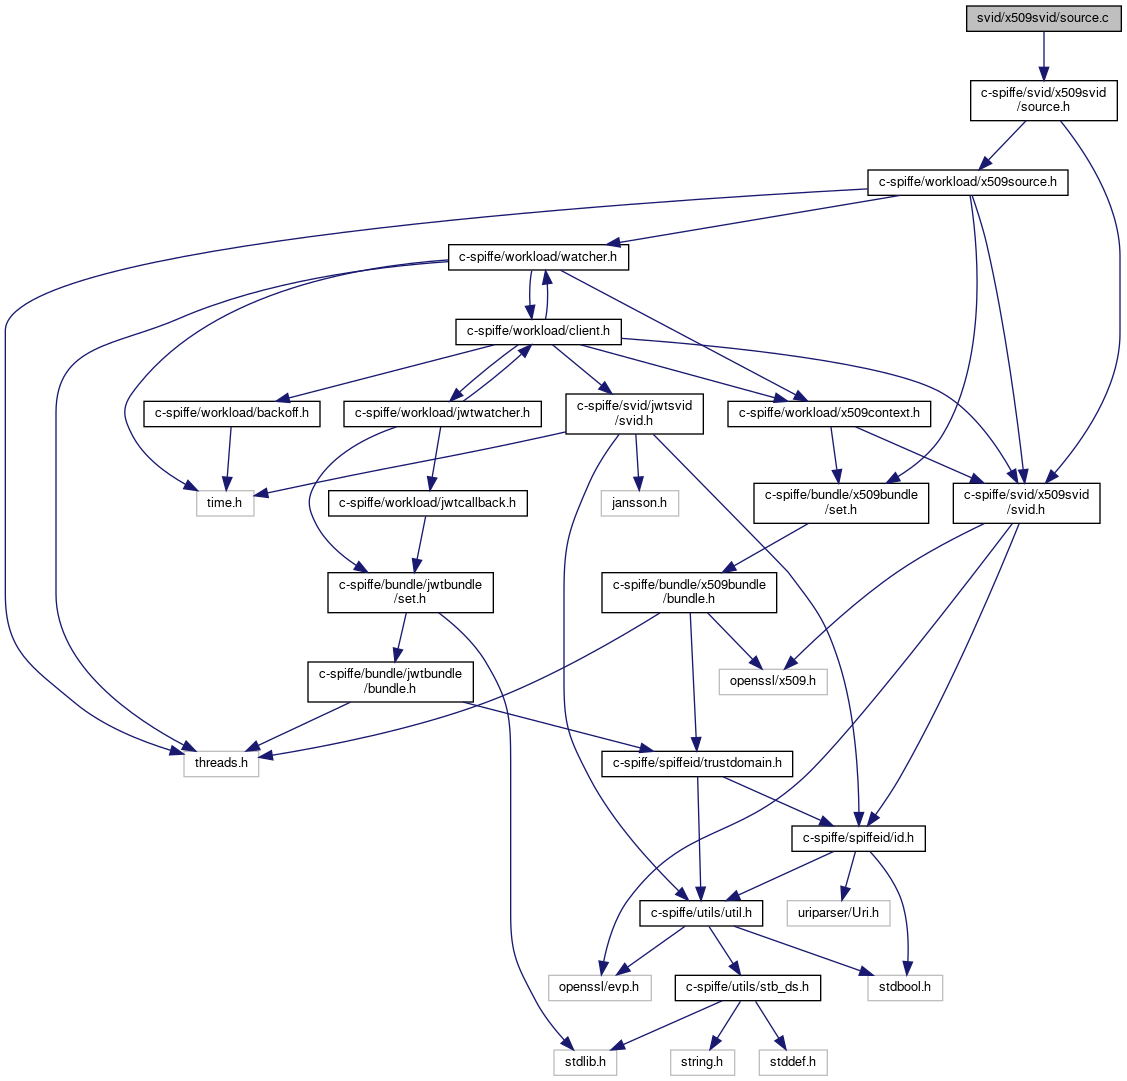 svid/x509svid/source.c
c-spiffe/svid/x509svid
/source.h
c-spiffe/workload/x509source.h
c-spiffe/workload/watcher.h
c-spiffe/workload/client.h
c-spiffe/workload/backoff.h
c-spiffe/workload/jwtwatcher.h
c-spiffe/svid/jwtsvid
/svid.h
c-spiffe/workload/x509context.h
time.h
c-spiffe/workload/jwtcallback.h
jansson.h
c-spiffe/bundle/x509bundle
/set.h
c-spiffe/svid/x509svid
/svid.h
c-spiffe/bundle/jwtbundle
/set.h
c-spiffe/bundle/x509bundle
/bundle.h
c-spiffe/bundle/jwtbundle
/bundle.h
openssl/x509.h
threads.h
c-spiffe/spiffeid/trustdomain.h
c-spiffe/spiffeid/id.h
c-spiffe/utils/util.h
uriparser/Uri.h
openssl/evp.h
c-spiffe/utils/stb_ds.h
stdbool.h
stdlib.h
string.h
stddef.h